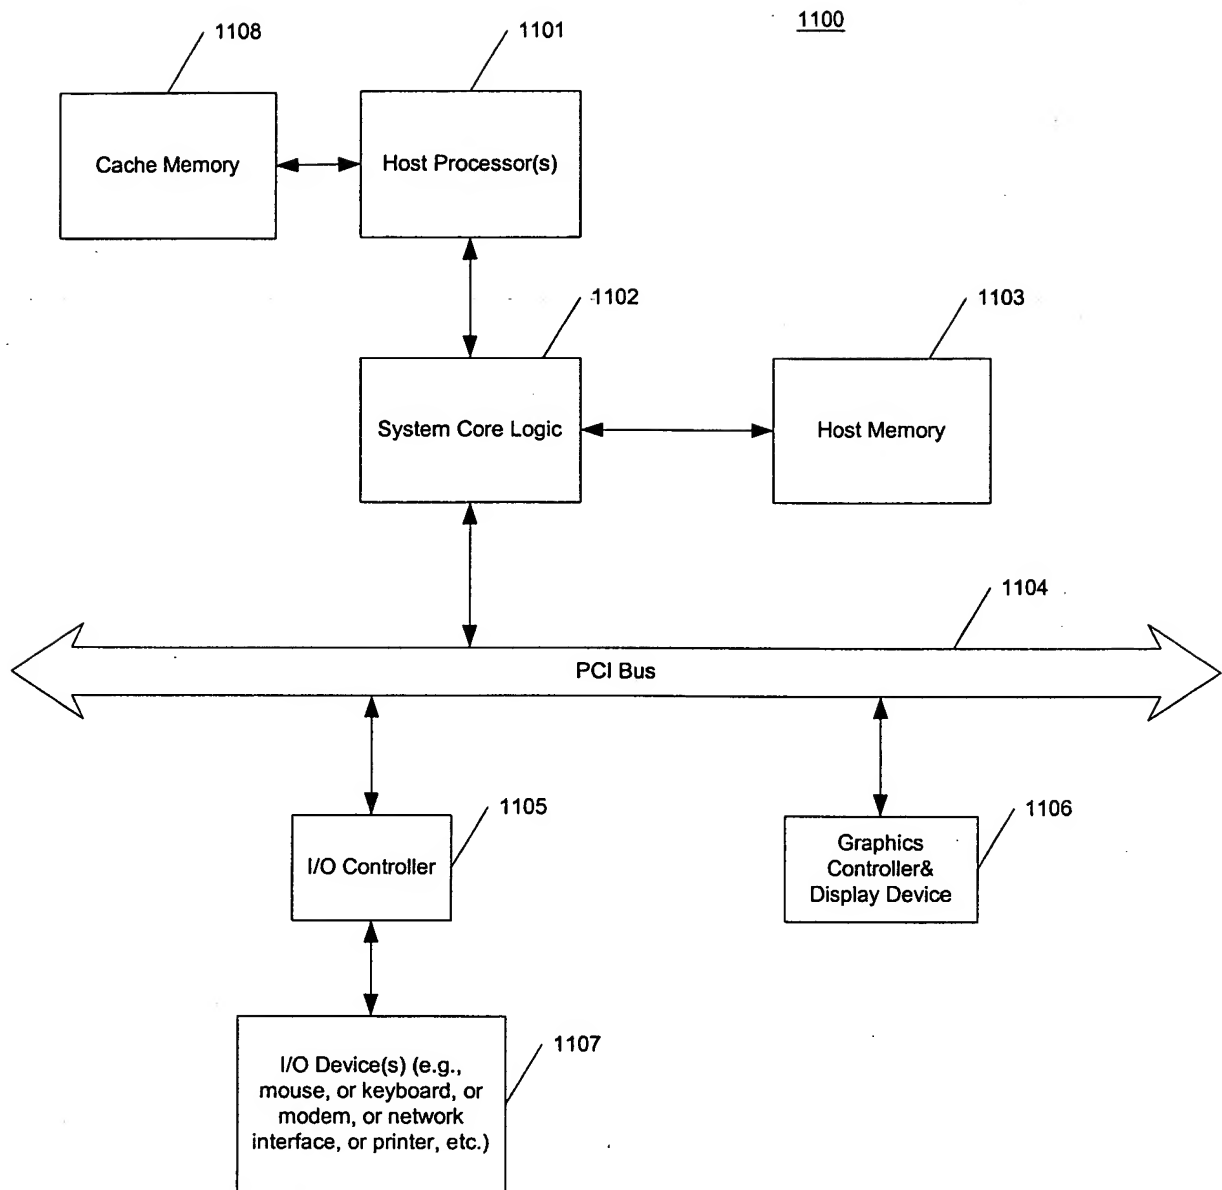 1100
1108
1101
Cache Memory
Host Processor(s)
1102
1103
System Core Logic
Host Memory
1104
PCI Bus
1105
1106
I/O Controller
Graphics
Controller&
Display Device
1107
I/O Device(s) (e.g.,
mouse, or keyboard, or
modem, or network
interface, or printer, etc.)